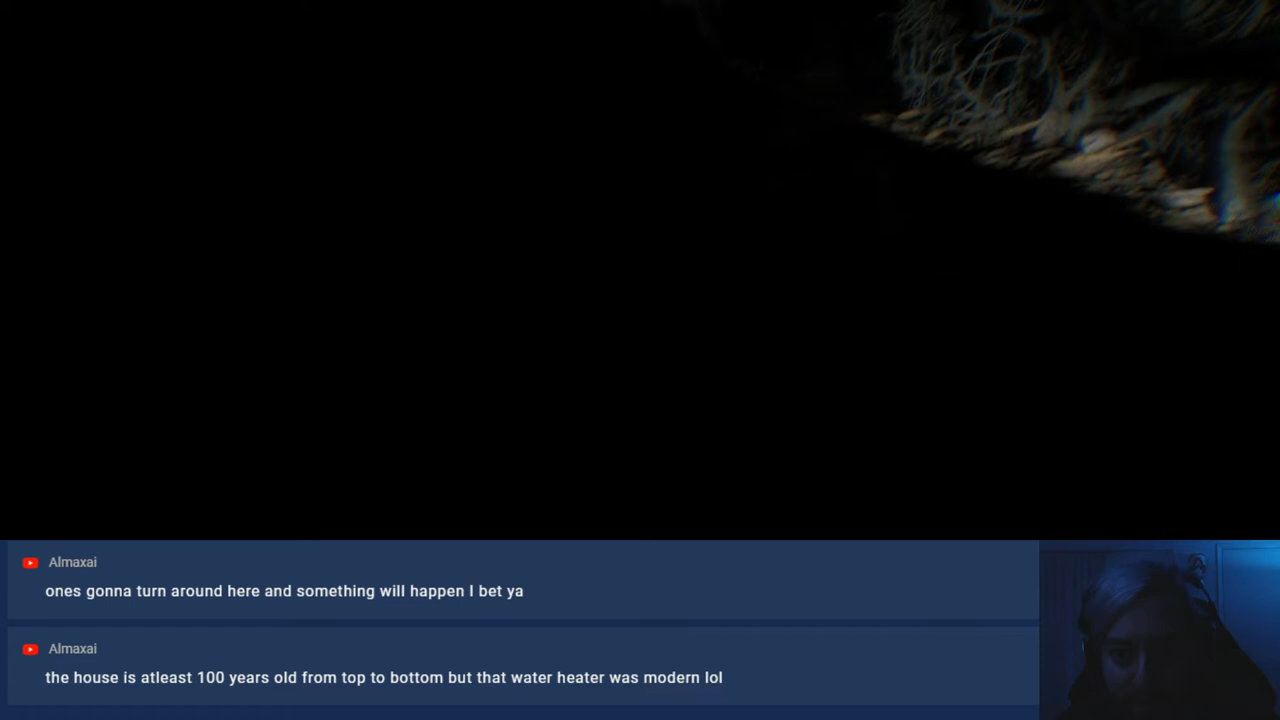 Almaxai
ones gonna turn around here and something will happen I bet ya
Almaxai
the house is atleast 100 years old from top to bottom but that water heater was modern lol